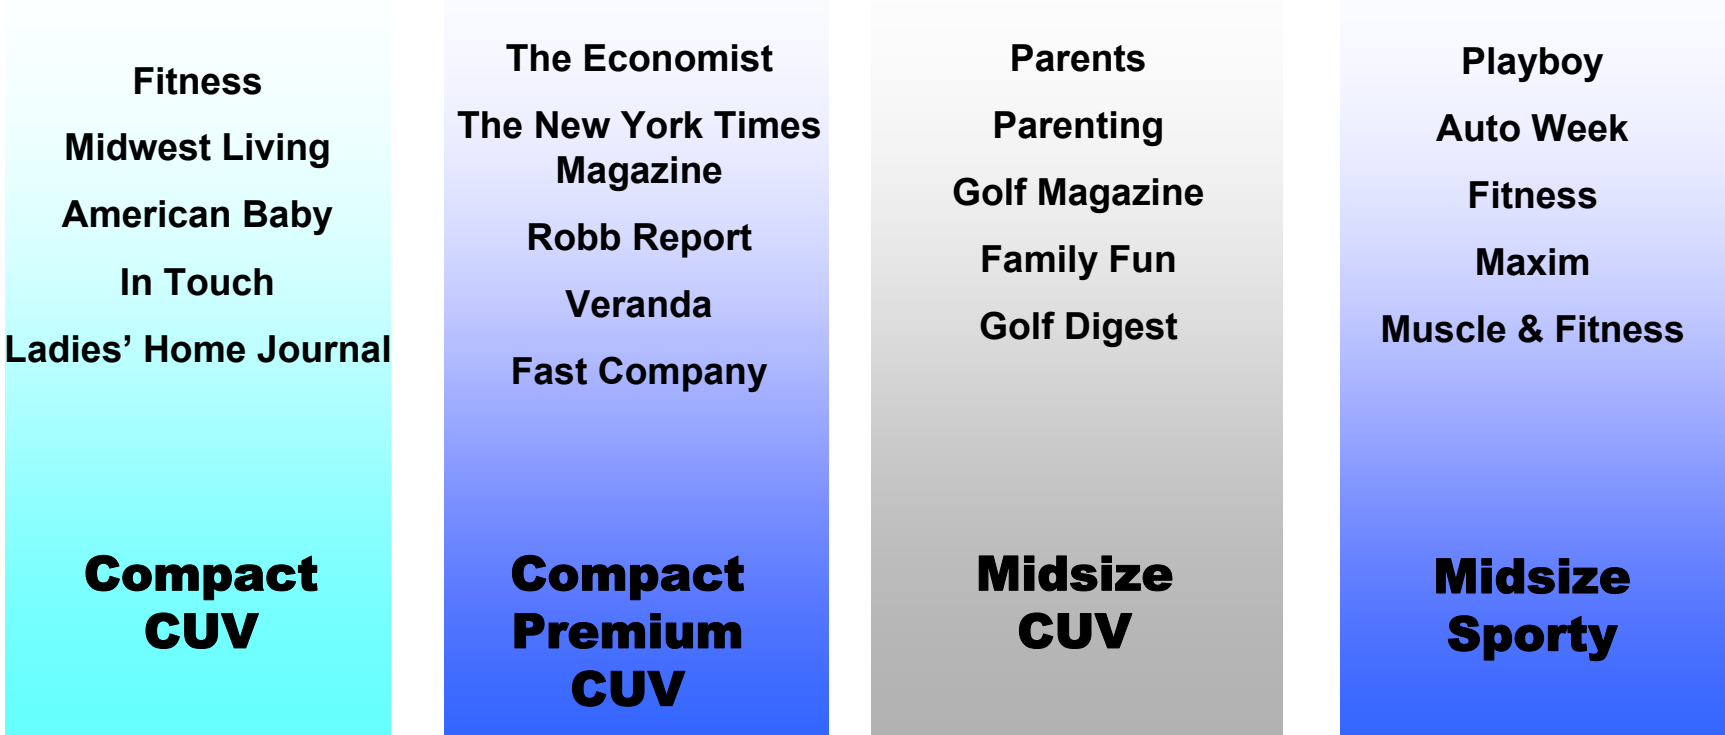 Fitness
Midwest Living
American Baby
In Touch
Ladies’ Home Journal
Compact
CUV
The Economist
The New York Times
Magazine
Robb Report
Veranda
Fast Company
Compact
Premium
CUV
Parents
Parenting
Golf Magazine
Family Fun
Golf Digest
Midsize
CUV
Playboy
Auto Week
Fitness
Maxim
Muscle & Fitness
Midsize
Sporty